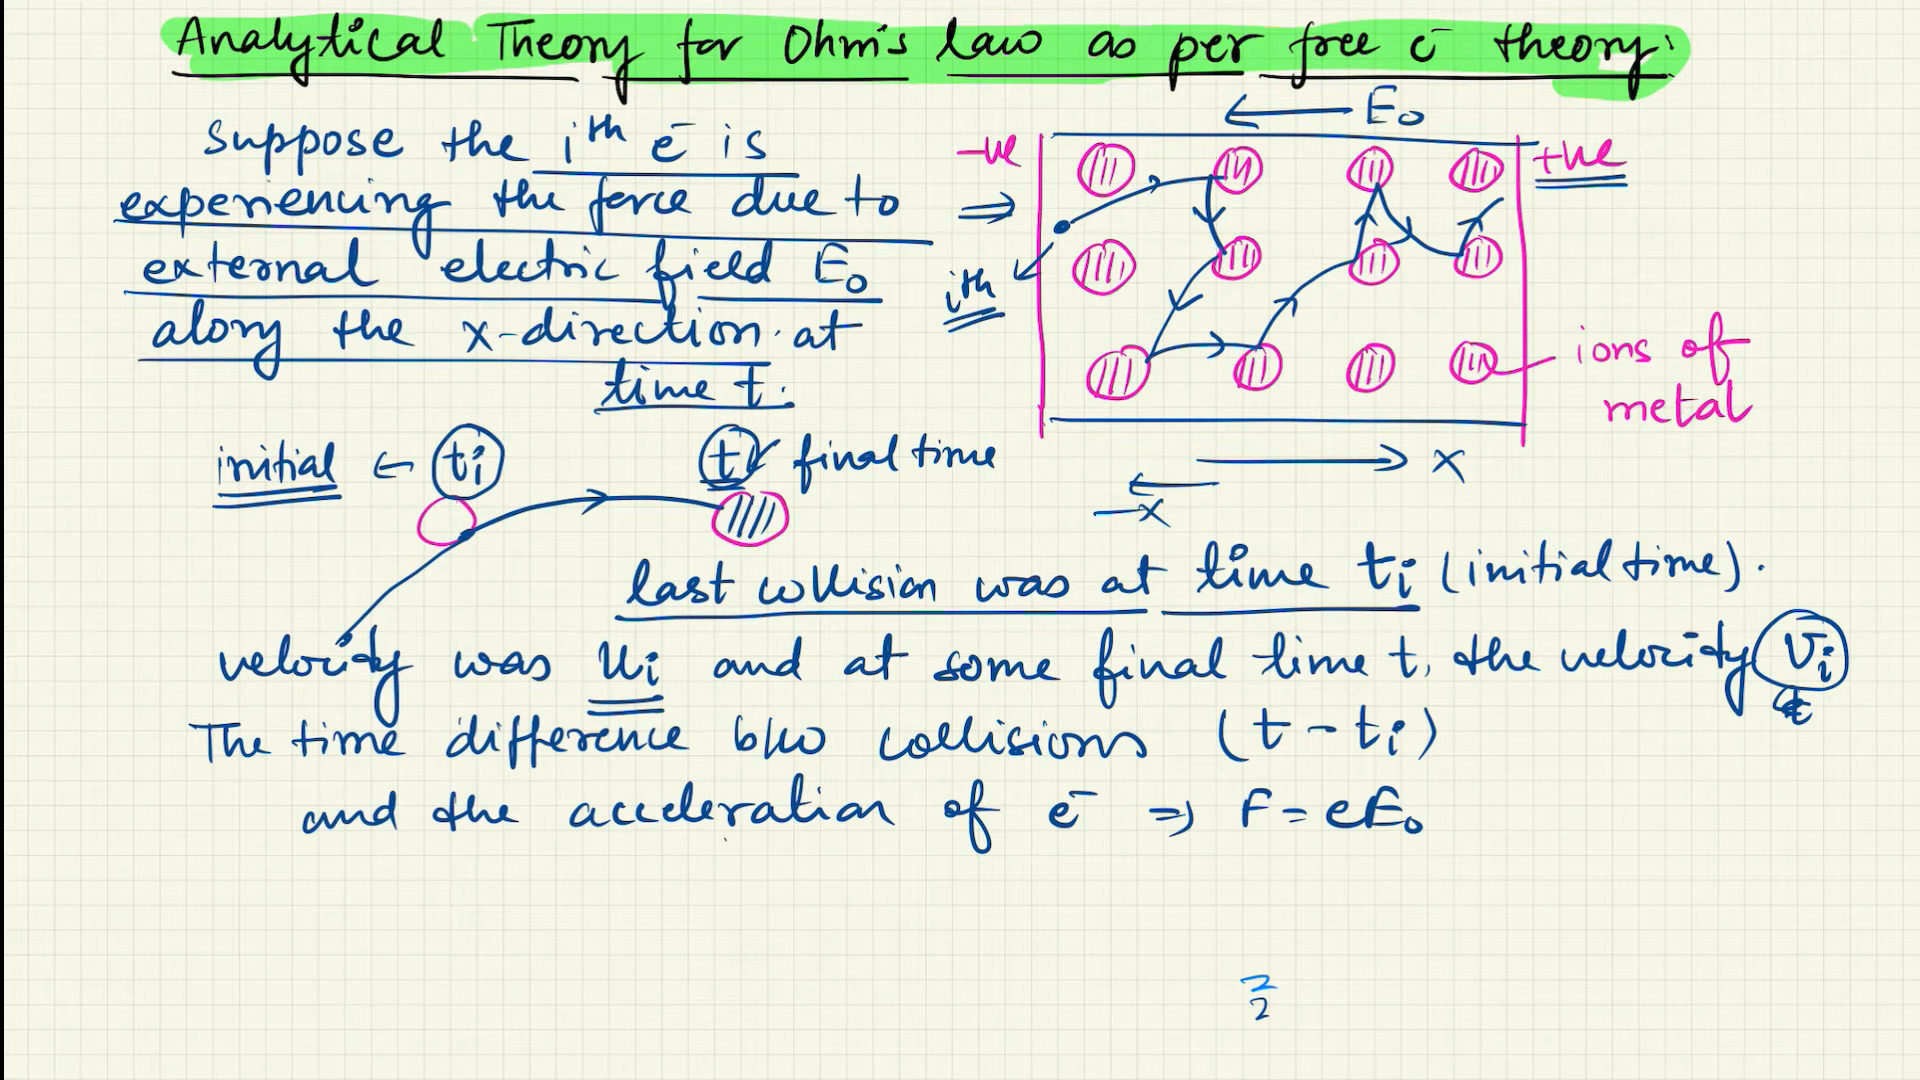 Analytical Theory for Ohm's law as per free e⁻ theory:
← E₀
Suppose the iᵗʰ e⁻ is
experiencing the force due to
external electric field E₀
along the x-direction at
time t.
-ve
+ve
⇒
iᵗʰ
ions of
metal
initial ← tᵢ
t final time
→ x
←
-x
last collision was at time tᵢ (initial time).
velocity was uᵢ and at some final time t, the velocity vᵢ
The time difference b/w collisions (t - tᵢ)
and the acceleration of e⁻ ⇒ F = eE₀
2
2